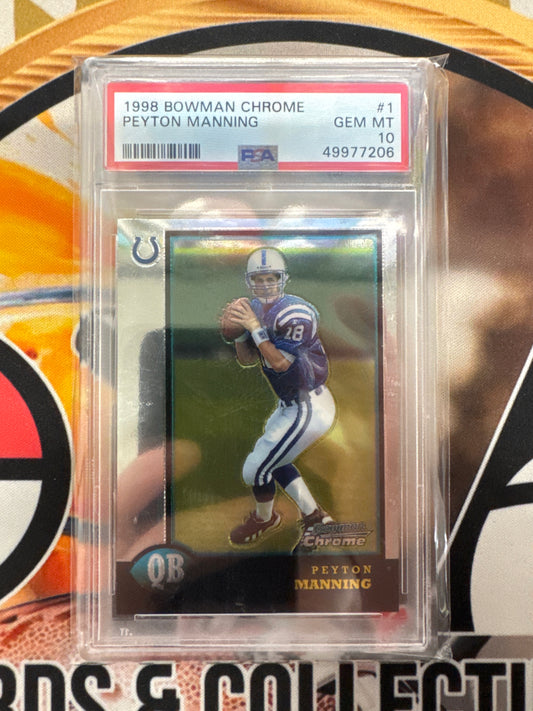 1998 BOWMAN CHROME #1
PEYTON MANNING GEM MT
10
PSA 49977206
18
BOWMAN
Chrome
QB
PEYTON
MANNING
RDS & COLLECTI